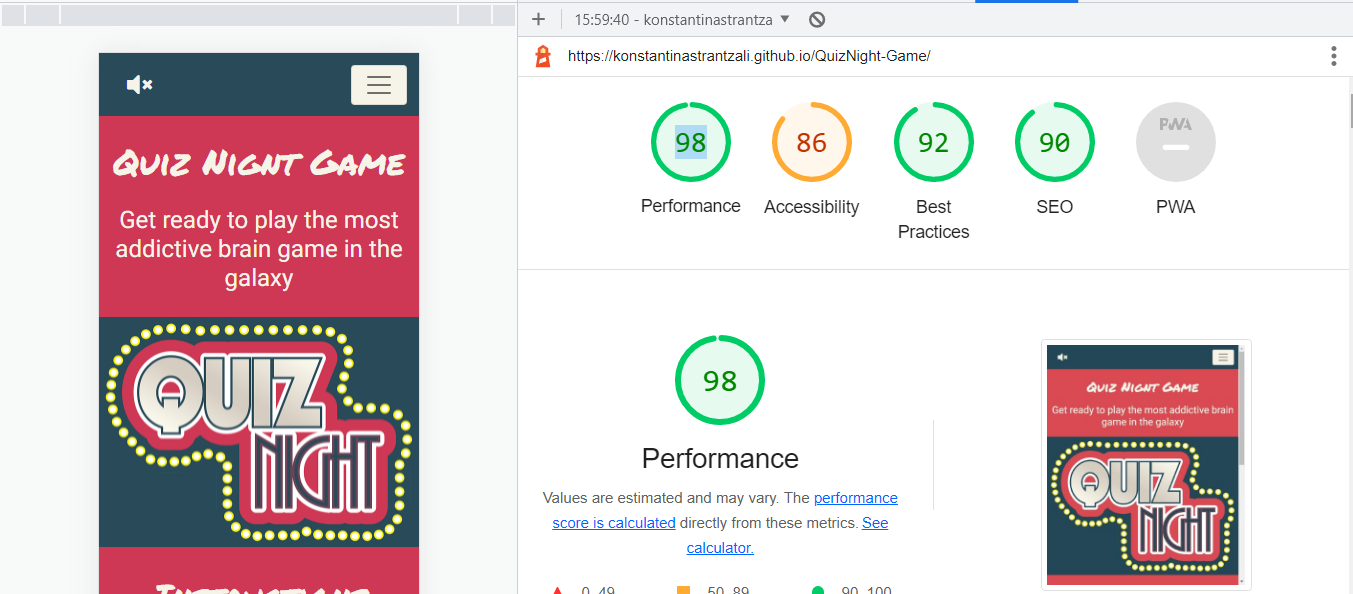 15:59:40 - konstantinastrantza
https://konstantinastrantzali.github.io/QuizNight-Game/
98
86
92
90
PWA
Performance
Accessibility
Best
Practices
SEO
PWA
98
Performance
Values are estimated and may vary. The performance
score is calculated directly from these metrics. See
calculator.
0–49
50–89
90–100
Quiz Nignt Game
Get ready to play the most
addictive brain game in the
galaxy
QUIZ
NIGHT
Quiz Nignt Game
Get ready to play the most addictive brain
game in the galaxy
QUIZ
NIGHT